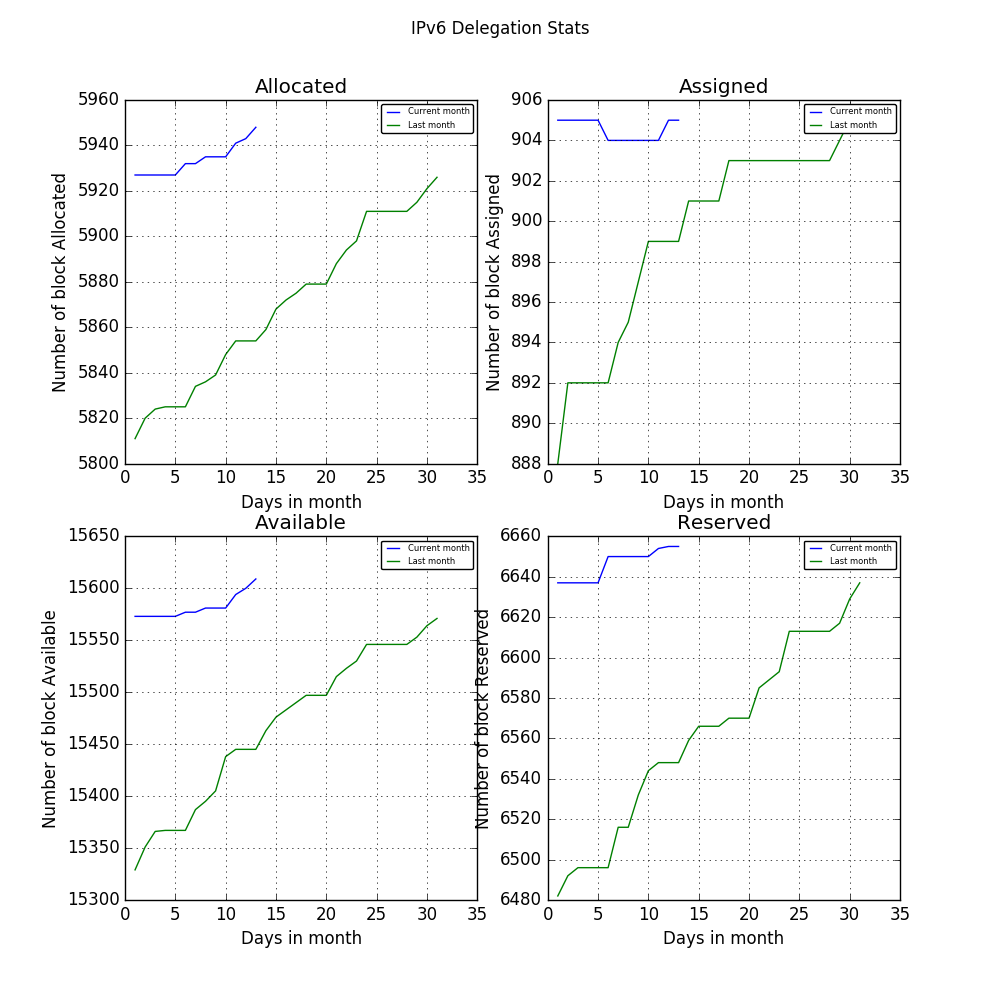 IPv6 Delegation Stats
Allocated
Number of block Allocated
5960
5940
5920
5900
5880
5860
5840
5820
5800
Current month
Last month
0 5 10 15 20 25 30 35
Days in month
Assigned
Number of block Assigned
906
904
902
900
898
896
894
892
890
888
Current month
Last month
0 5 10 15 20 25 30 35
Days in month
Available
Number of block Available
15650
15600
15550
15500
15450
15400
15350
15300
Current month
Last month
0 5 10 15 20 25 30 35
Days in month
Reserved
Number of block Reserved
6660
6640
6620
6600
6580
6560
6540
6520
6500
6480
Current month
Last month
0 5 10 15 20 25 30 35
Days in month